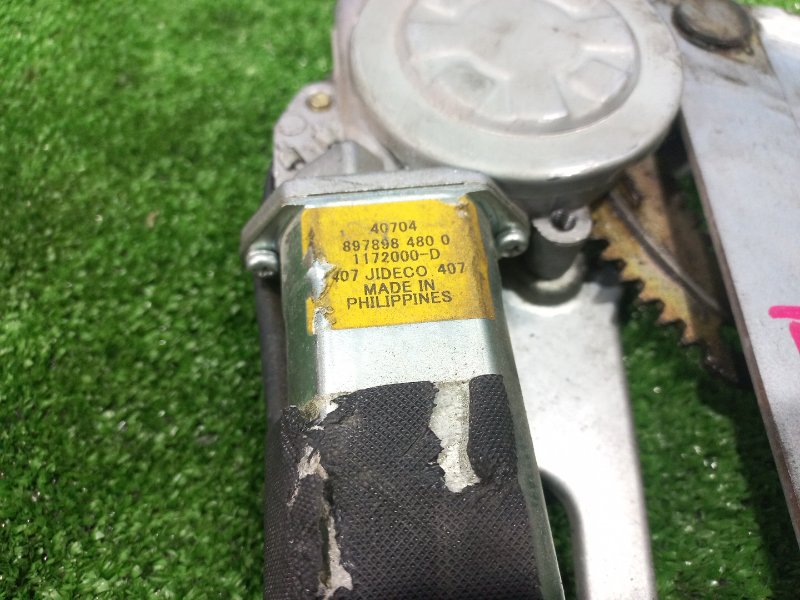 40704
897898 480 0
1172000-D
407 JIDECO 407
MADE IN
PHILIPPINES